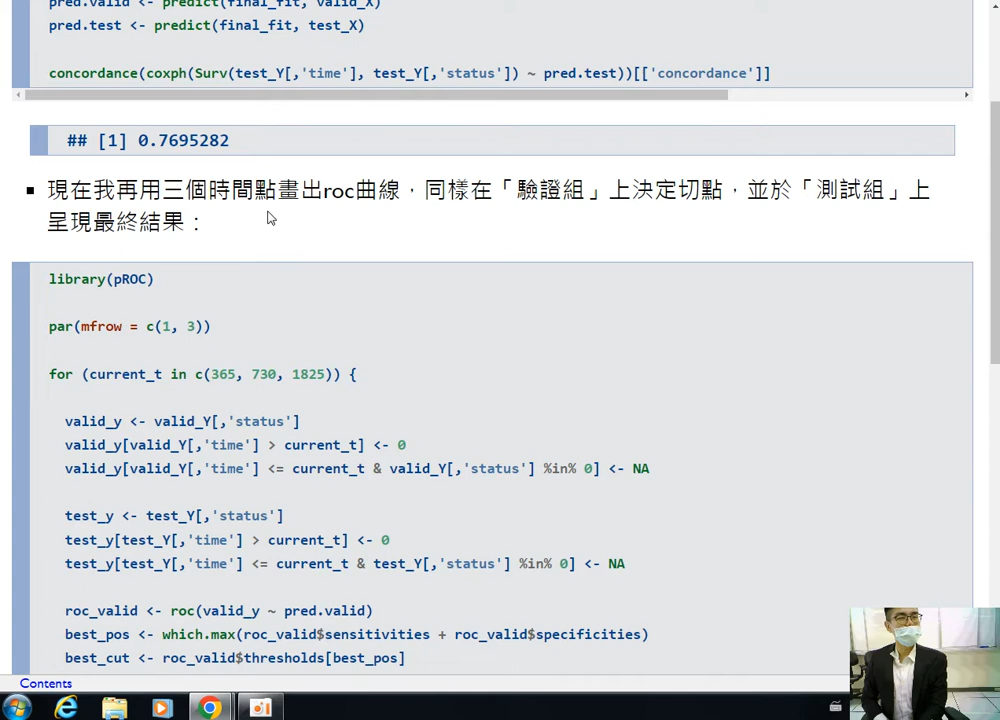 pred.valid <- predict(final_fit, valid_X)
pred.test <- predict(final_fit, test_X)
concordance(coxph(Surv(test_Y[,'time'], test_Y[,'status']) ~ pred.test))[['concordance']]
## [1] 0.7695282
現在我再用三個時間點畫出roc曲線，同樣在「驗證組」上決定切點，並於「測試組」上
呈現最終結果：
library(pROC)
par(mfrow = c(1, 3))
for (current_t in c(365, 730, 1825)) {
valid_y <- valid_Y[,'status']
valid_y[valid_Y[,'time'] > current_t] <- 0
valid_y[valid_Y[,'time'] <= current_t & valid_Y[,'status'] %in% 0] <- NA
test_y <- test_Y[,'status']
test_y[test_Y[,'time'] > current_t] <- 0
test_y[test_Y[,'time'] <= current_t & test_Y[,'status'] %in% 0] <- NA
roc_valid <- roc(valid_y ~ pred.valid)
best_pos <- which.max(roc_valid$sensitivities + roc_valid$specificities)
best_cut <- roc_valid$thresholds[best_pos]
Contents